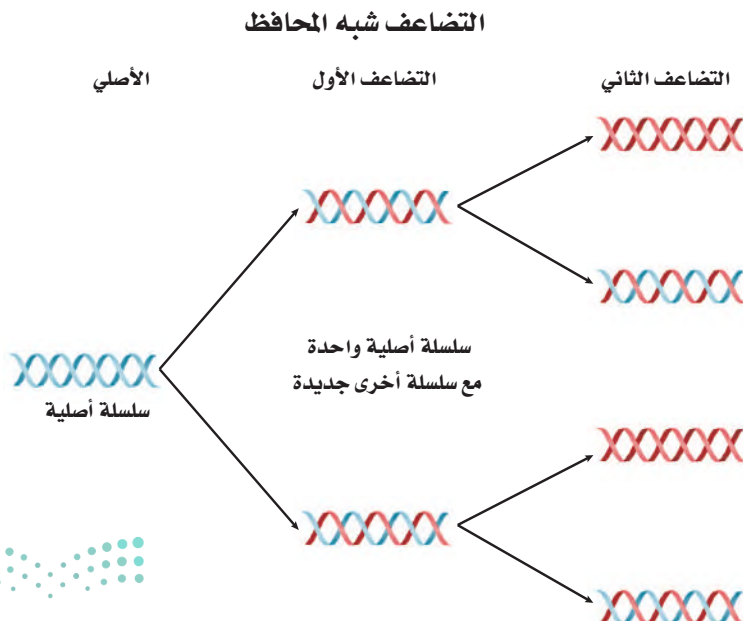 التضاعف شبه المحافظ
التضاعف الثاني
التضاعف الأول
الأصلي
سلسلة أصلية واحدة
مع سلسلة أخرى جديدة
سلسلة أصلية